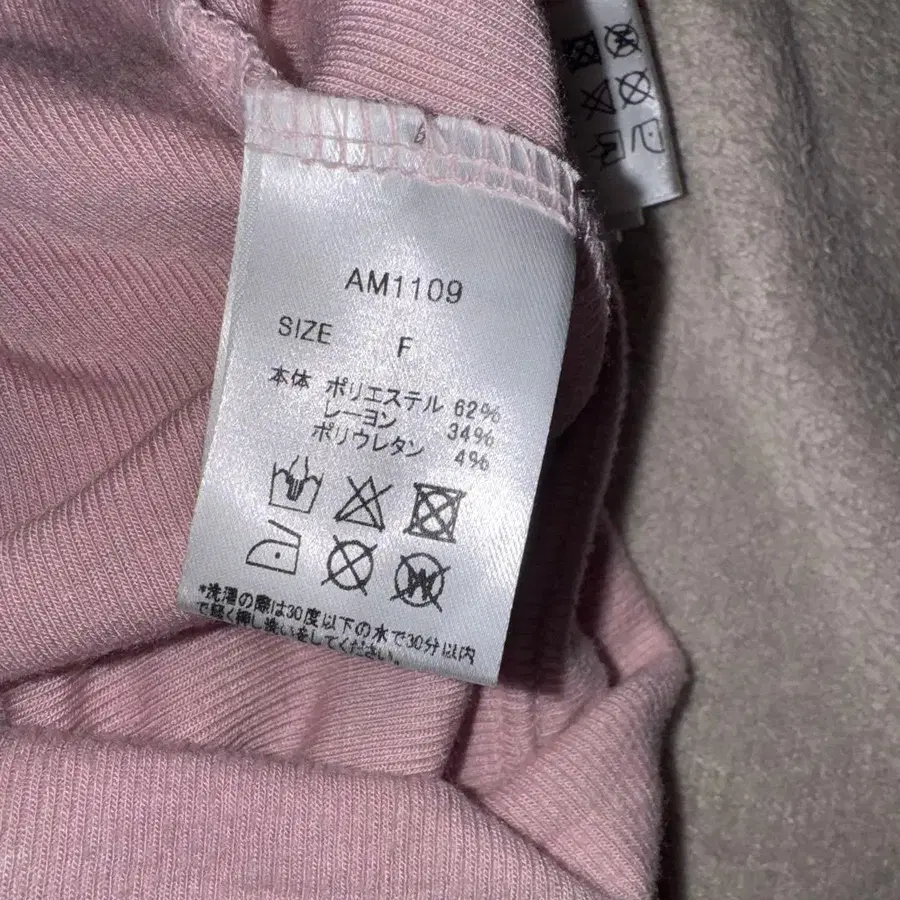 AM1109
SIZE F
本体 ポリエステル 62%
レーヨン 34%
ポリウレタン 4%
*洗濯の際は30度以下の水で30分以内
で軽く押し洗いをしてください。